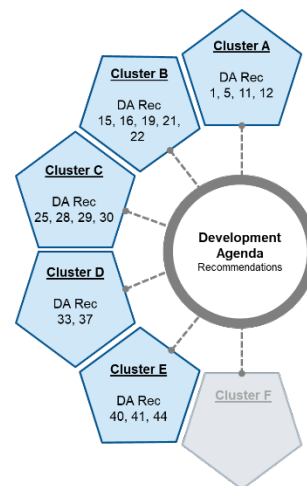 Cluster A
DA Rec
1, 5, 11, 12
Cluster B
DA Rec
15, 16, 19, 21,
22
Cluster C
DA Rec
25, 28, 29, 30
Development
Agenda
Recommendations
Cluster D
DA Rec
33, 37
Cluster E
DA Rec
40, 41, 44
Cluster F